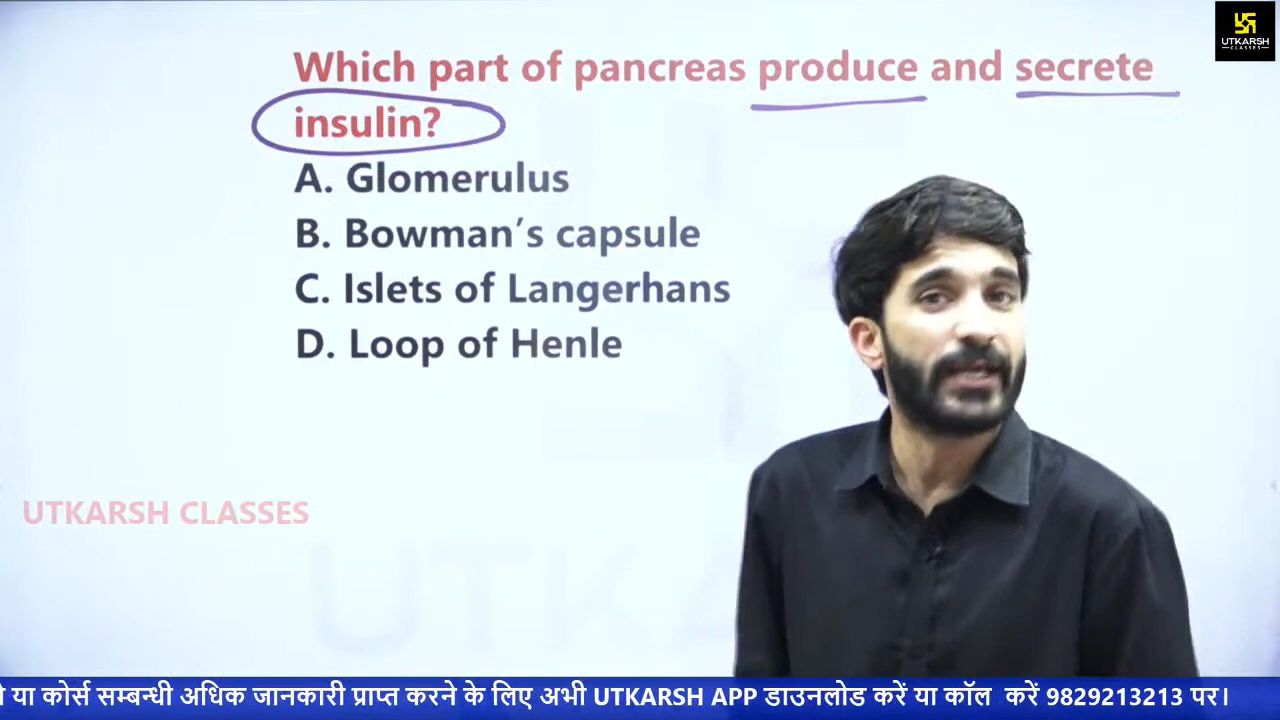 UTKARSH
CLASSES
Which part of pancreas produce and secrete
insulin?
A. Glomerulus
B. Bowman's capsule
C. Islets of Langerhans
D. Loop of Henle
UTKARSH CLASSES
UTKA
या कोर्स सम्बन्धी अधिक जानकारी प्राप्त करने के लिए अभी UTKARSH APP डाउनलोड करें या कॉल करें 9829213213 पर।